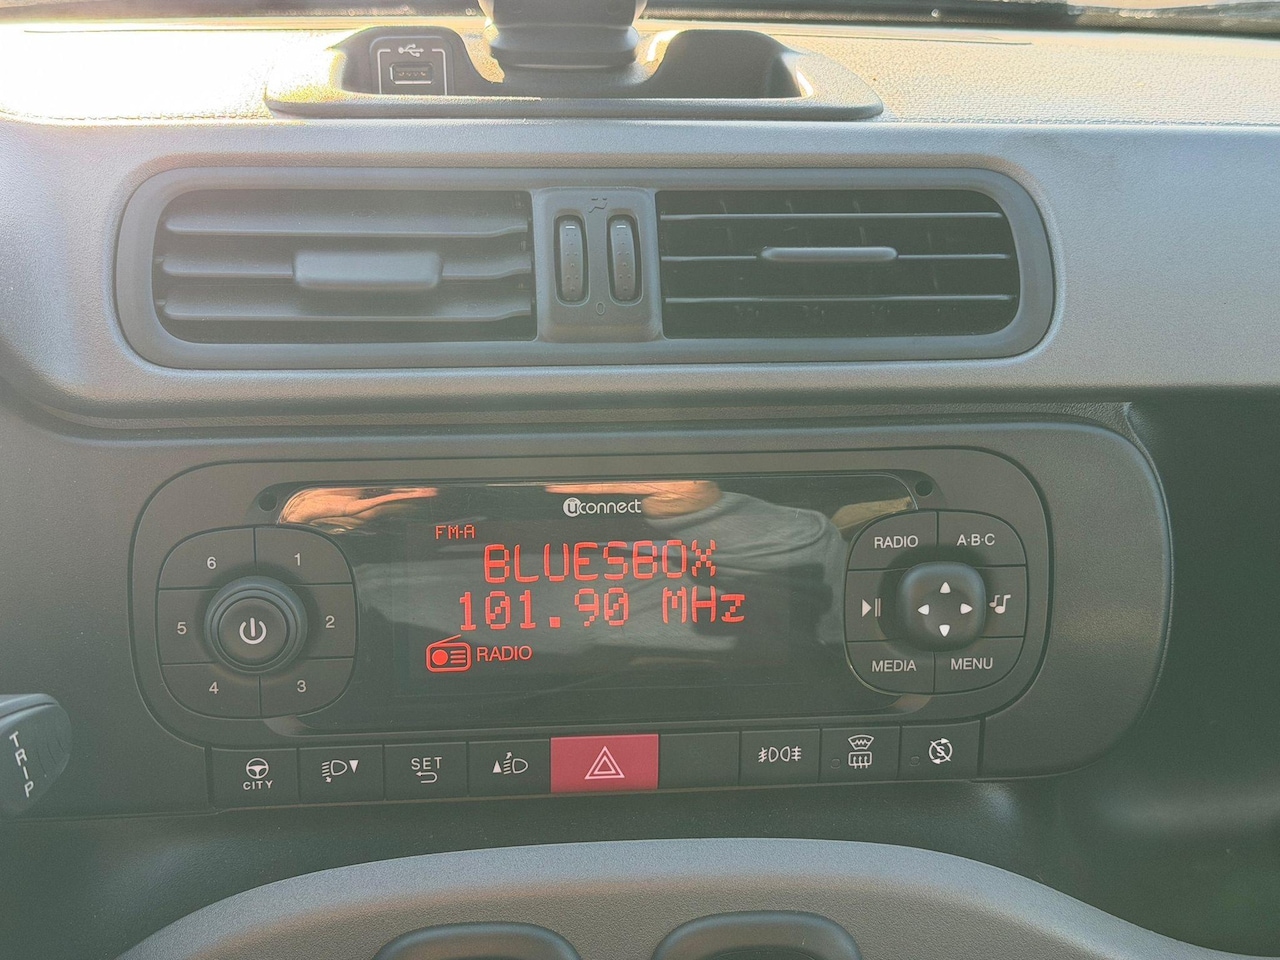 0
uconnect
FM-A
BLUESBOX
101.90 MHz
RADIO
6 1
5 2
4 3
RADIO A·B·C
MEDIA MENU
TRIP
CITY
SET
S